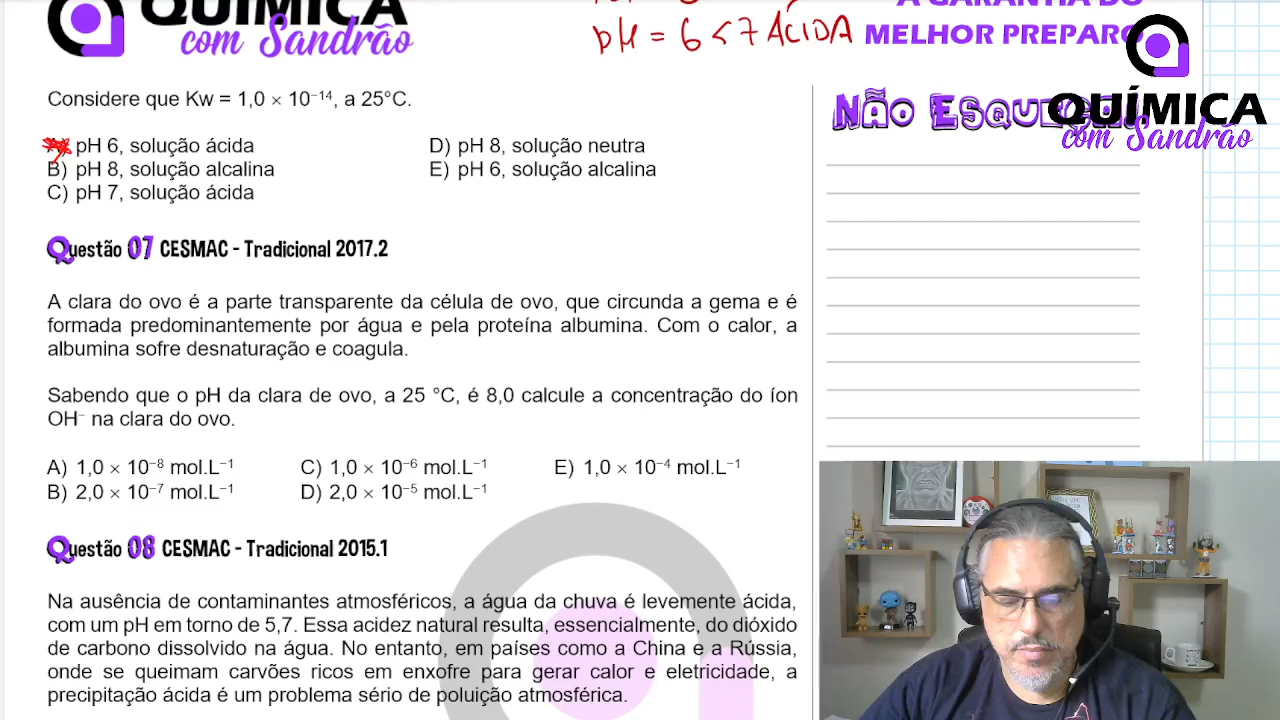 QUÍMICA
com Sandrão
pH = 6 < 7 ÁCIDA
A GARANTIA DO
MELHOR PREPARO
Considere que Kw = 1,0 × 10⁻¹⁴, a 25°C.
pH 6, solução ácida
B) pH 8, solução alcalina
C) pH 7, solução ácida
D) pH 8, solução neutra
E) pH 6, solução alcalina
Não
QUÍMICA
com Sandrão
Questão 07 CESMAC - Tradicional 2017.2
A clara do ovo é a parte transparente da célula de ovo, que circunda a gema e é
formada predominantemente por água e pela proteína albumina. Com o calor, a
albumina sofre desnaturação e coagula.
Sabendo que o pH da clara de ovo, a 25 °C, é 8,0 calcule a concentração do íon
OH⁻ na clara do ovo.
A) 1,0 × 10⁻⁸ mol.L⁻¹
B) 2,0 × 10⁻⁷ mol.L⁻¹
C) 1,0 × 10⁻⁶ mol.L⁻¹
D) 2,0 × 10⁻⁵ mol.L⁻¹
E) 1,0 × 10⁻⁴ mol.L⁻¹
Questão 08 CESMAC - Tradicional 2015.1
Na ausência de contaminantes atmosféricos, a água da chuva é levemente ácida,
com um pH em torno de 5,7. Essa acidez natural resulta, essencialmente, do dióxido
de carbono dissolvido na água. No entanto, em países como a China e a Rússia,
onde se queimam carvões ricos em enxofre para gerar calor e eletricidade, a
precipitação ácida é um problema sério de poluição atmosférica.